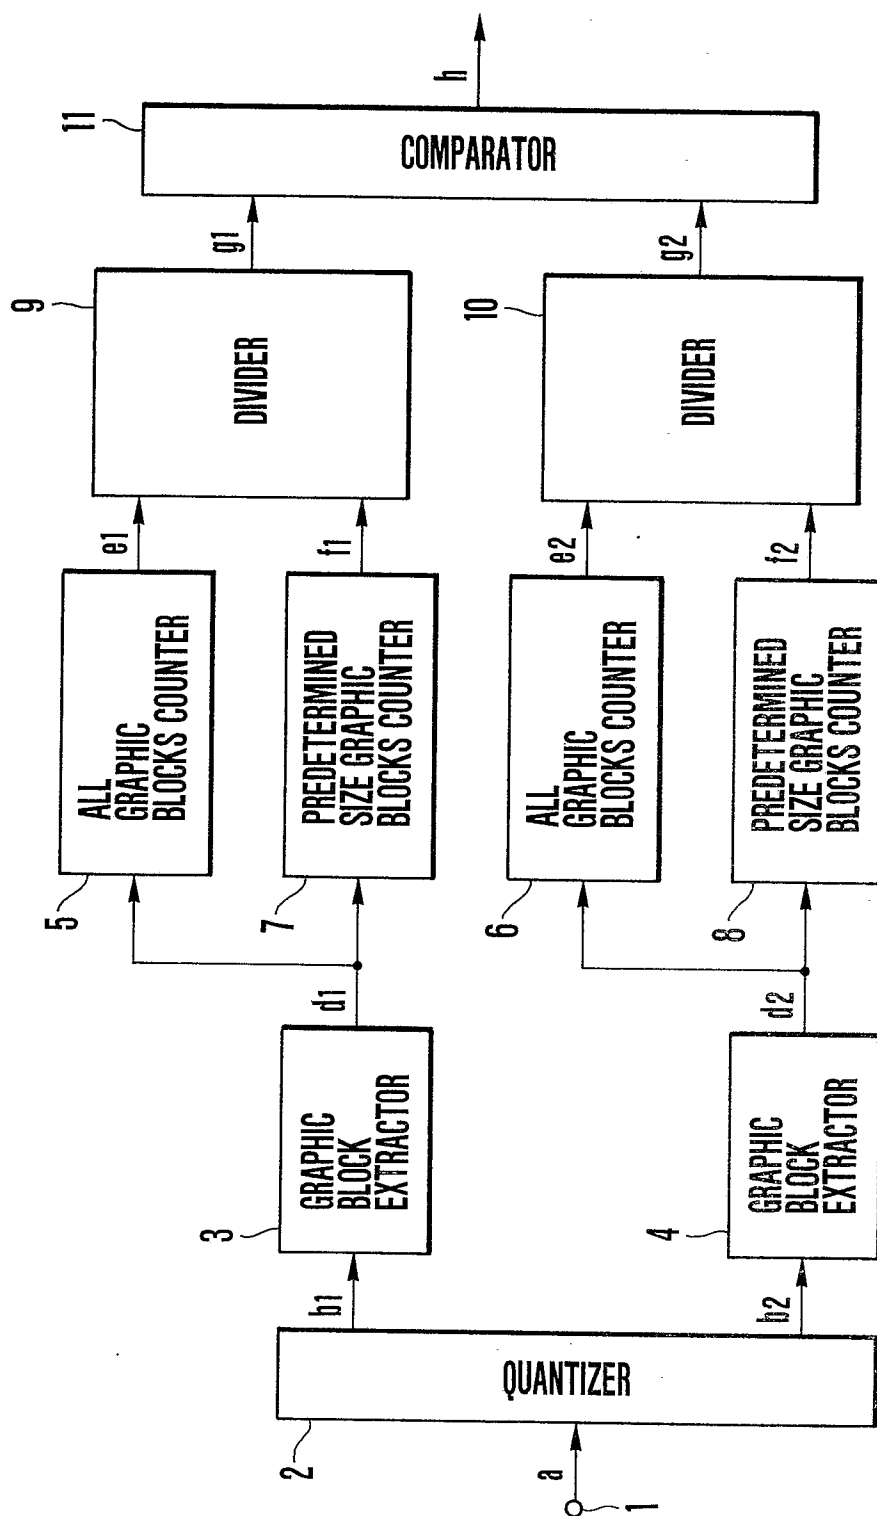 1
a
2
QUANTIZER
b1
b2
3
GRAPHIC
BLOCK
EXTRACTOR
4
GRAPHIC
BLOCK
EXTRACTOR
d1
d2
5
ALL
GRAPHIC
BLOCKS COUNTER
7
PREDETERMINED
SIZE GRAPHIC
BLOCKS COUNTER
6
ALL
GRAPHIC
BLOCKS COUNTER
8
PREDETERMINED
SIZE GRAPHIC
BLOCKS COUNTER
e1
f1
e2
f2
9
DIVIDER
10
DIVIDER
g1
g2
11
COMPARATOR
h